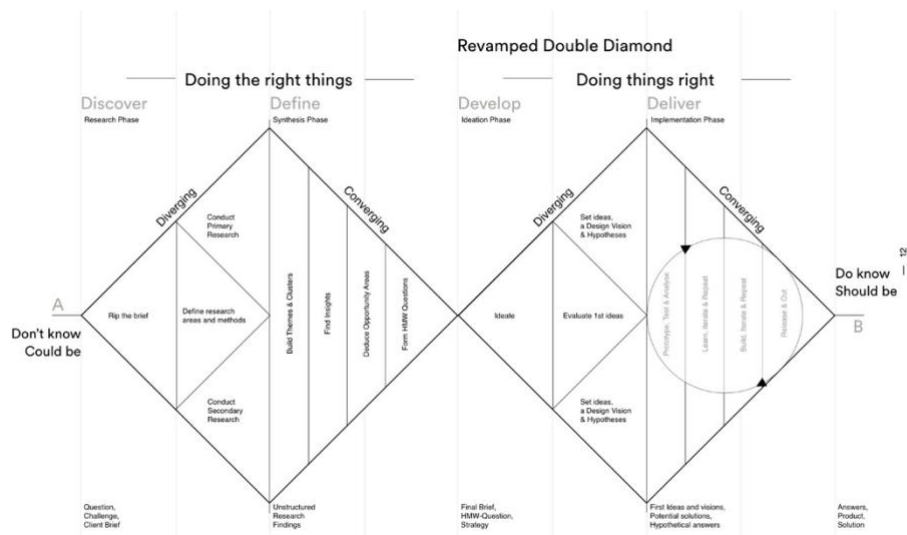 Revamped Double Diamond
Doing the right things
Doing things right
Discover
Research Phase
Define
Synthesis Phase
Develop
Ideation Phase
Deliver
Implementation Phase
Diverging
Converging
Diverging
Converging
Conduct
Primary
Research
Rip the brief
Define research
areas and methods
Conduct
Secondary
Research
Build Themes & Clusters
Find Insights
Deduce Opportunity Areas
Form HMW Questions
Set ideas,
a Design Vision
& Hypotheses
Ideate
Evaluate 1st ideas
Set ideas,
a Design Vision
& Hypotheses
Prototype, Test & Analyse
Learn, Iterate & Repeat
Build, Iterate & Repeat
Release & Out
A
Don't know
Could be
Do know
Should be
B
12
Question,
Challenge,
Client Brief
Unstructured
Research
Findings
Final Brief,
HMW-Question,
Strategy
First Ideas and visions,
Potential solutions,
Hypothetical answers
Answers,
Product,
Solution